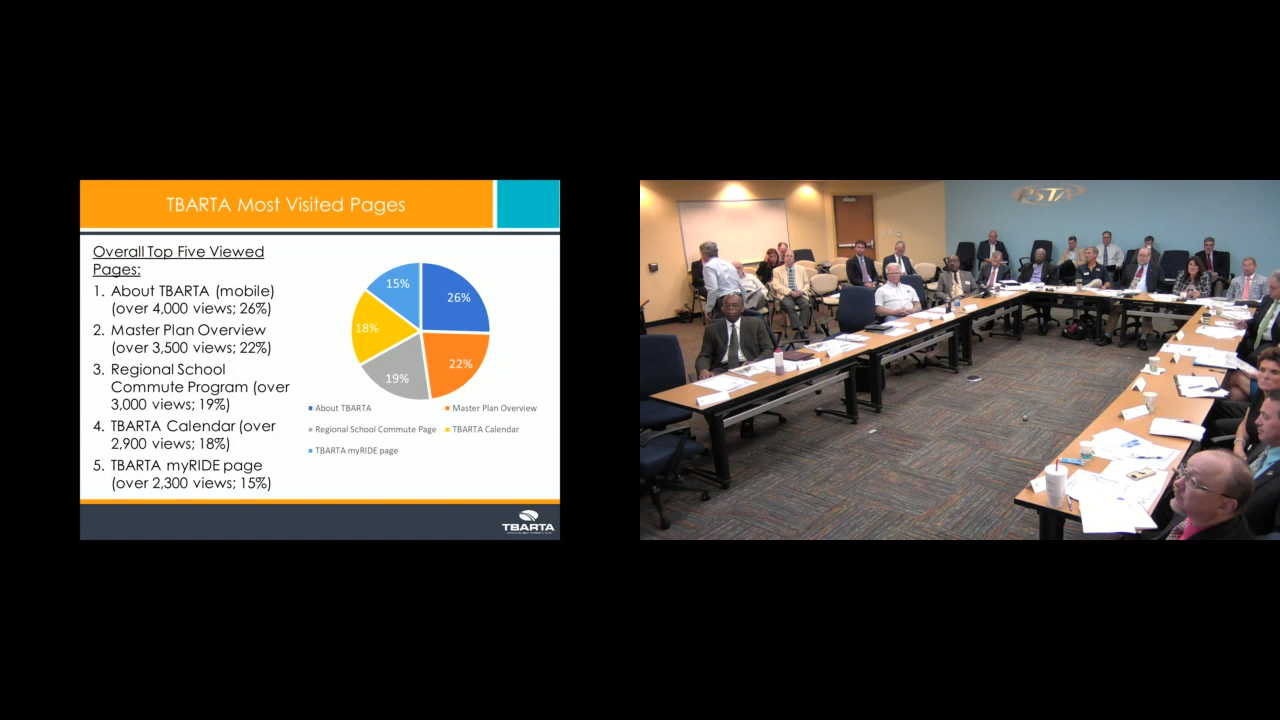 TBARTA Most Visited Pages
Overall Top Five Viewed
Pages:
1. About TBARTA (mobile)
(over 4,000 views; 26%)
2. Master Plan Overview
(over 3,500 views; 22%)
3. Regional School
Commute Program (over
3,000 views; 19%)
4. TBARTA Calendar (over
2,900 views; 18%)
5. TBARTA myRIDE page
(over 2,300 views; 15%)
15%
26%
18%
19%
22%
About TBARTA
Master Plan Overview
Regional School Commute Page
TBARTA Calendar
TBARTA myRIDE page
TBARTA
PSTA